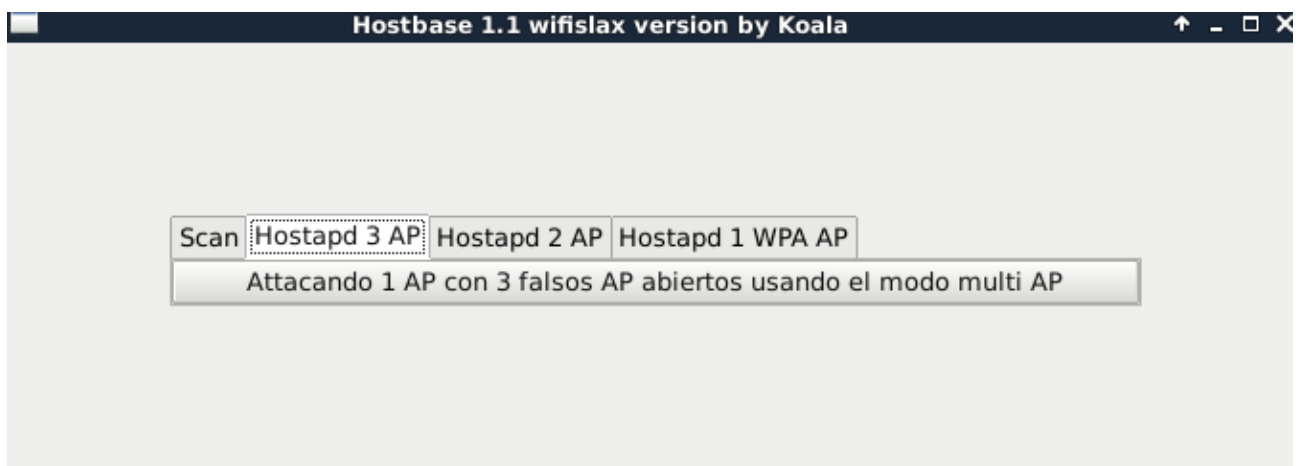 Hostbase 1.1 wifislax version by Koala
Scan Hostapd 3 AP Hostapd 2 AP Hostapd 1 WPA AP
Attacando 1 AP con 3 falsos AP abiertos usando el modo multi AP